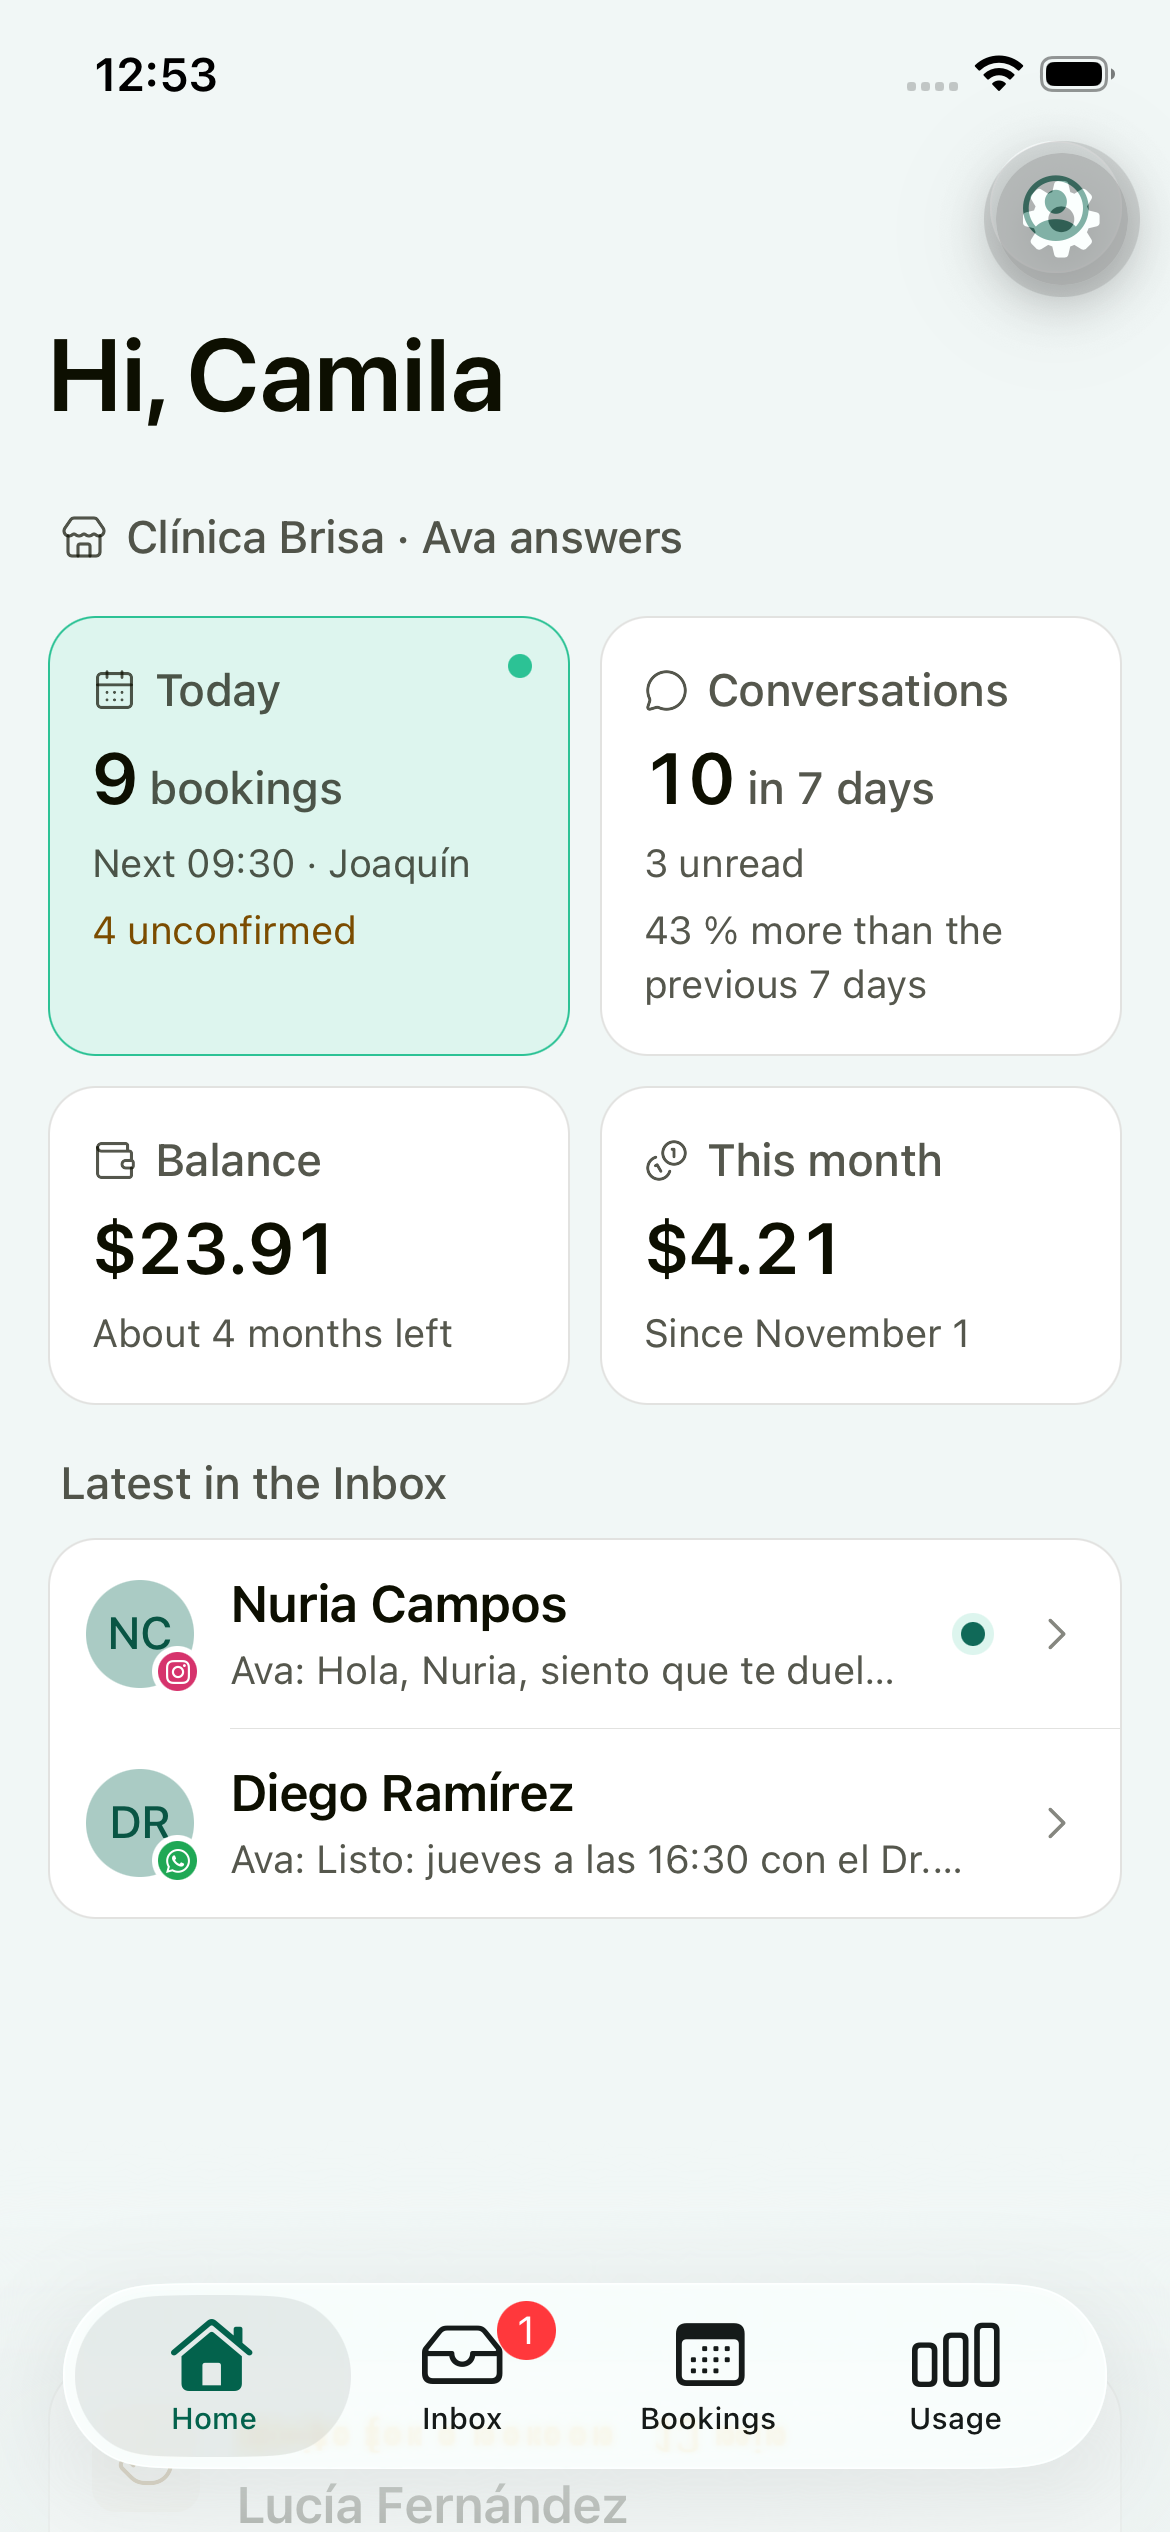 12:53
Hi, Camila
Clínica Brisa · Ava answers
Today
9 bookings
Next 09:30 · Joaquín
4 unconfirmed
Conversations
10 in 7 days
3 unread
43 % more than the
previous 7 days
Balance
$23.91
About 4 months left
This month
$4.21
Since November 1
Latest in the Inbox
NC
Nuria Campos
Ava: Hola, Nuria, siento que te duel...
DR
Diego Ramírez
Ava: Listo: jueves a las 16:30 con el Dr....
1
Home
Inbox
Bookings
Usage
Lucía Fernández